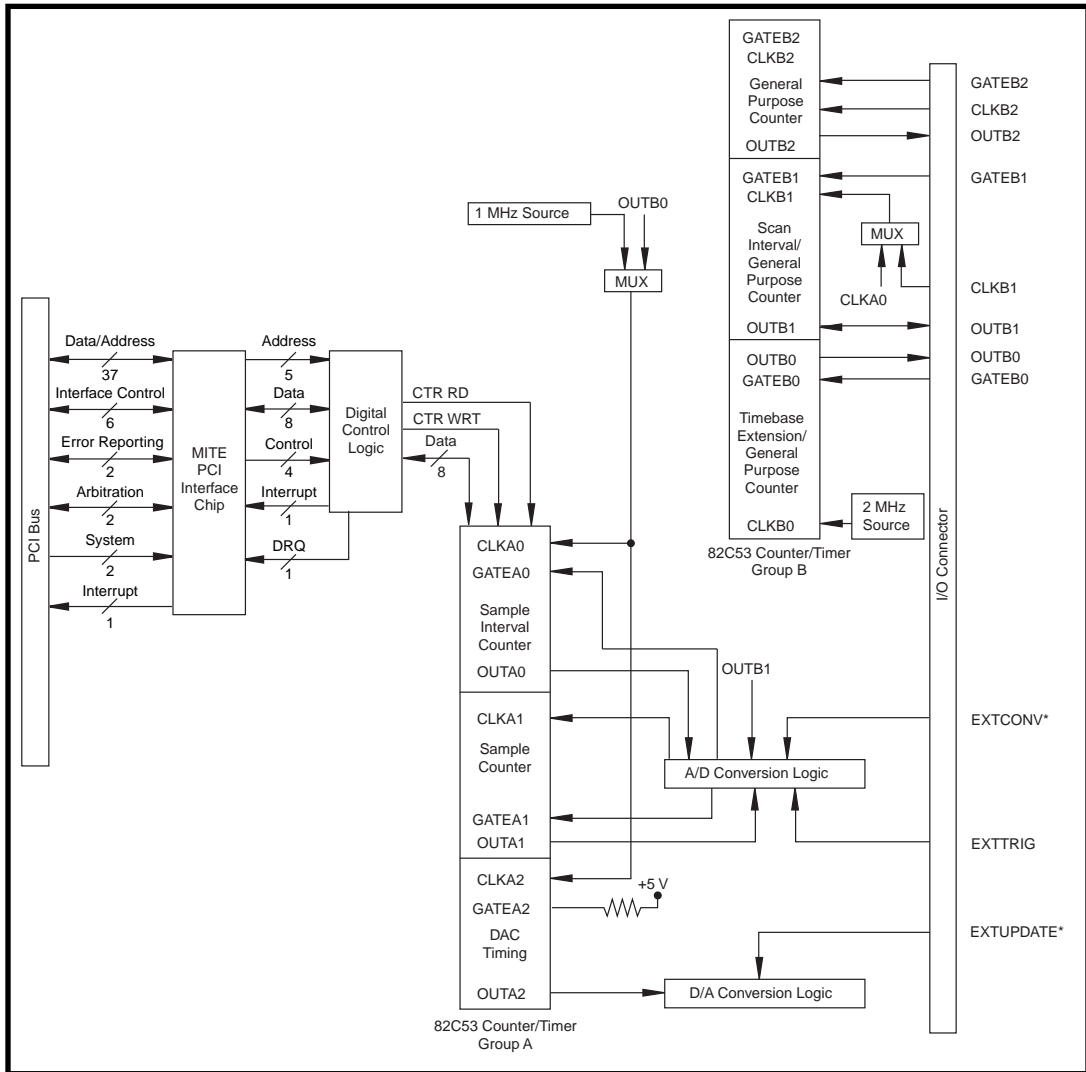 GATEB2
CLKB2
General
Purpose
Counter
OUTB2
GATEB1
CLKB1
Scan
Interval/
General
Purpose
Counter
OUTB1
OUTB0
GATEB0
Timebase
Extension/
General
Purpose
Counter
CLKB0
82C53 Counter/Timer
Group B
2 MHz
Source
MUX
CLKA0
I/O Connector
GATEB2
CLKB2
OUTB2
GATEB1
CLKB1
OUTB1
OUTB0
GATEB0
EXTCONV*
EXTTRIG
EXTUPDATE*
1 MHz Source
OUTB0
MUX
PCI Bus
Data/Address
37
Interface Control
6
Error Reporting
2
Arbitration
2
System
2
Interrupt
1
MITE
PCI
Interface
Chip
Address
5
Data
8
Control
4
Interrupt
1
DRQ
1
Digital
Control
Logic
CTR RD
CTR WRT
Data
8
CLKA0
GATEA0
Sample
Interval
Counter
OUTA0
CLKA1
Sample
Counter
GATEA1
OUTA1
CLKA2
GATEA2
DAC
Timing
OUTA2
82C53 Counter/Timer
Group A
OUTB1
A/D Conversion Logic
+5 V
D/A Conversion Logic